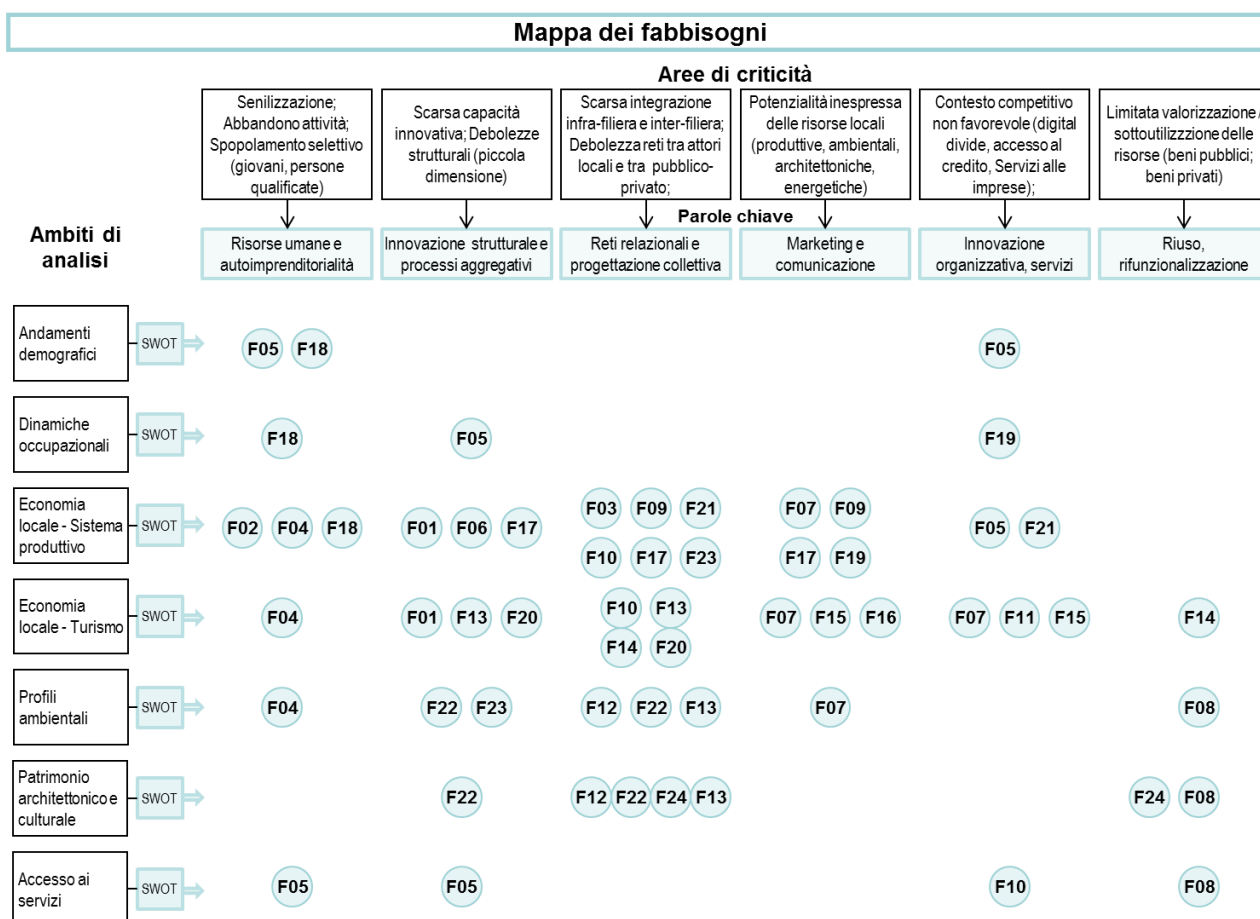 Mappa dei fabbisogni
Aree di criticità
Senilizzazione;
Abbandono attività;
Spopolamento selettivo
(giovani, persone
qualificate)
Scarsa capacità
innovativa; Debolezze
strutturali (piccola
dimensione)
Scarsa integrazione
infra-filiera e inter-filiera;
Debolezza reti tra attori
locali e tra pubblico-
privato;
Potenzialità inespressa
delle risorse locali
(produttive, ambientali,
architettoniche,
energetiche)
Contesto competitivo
non favorevole (digital
divide, accesso al
credito, Servizi alle
imprese);
Limitata valorizzazione /
sottoutilizzzione delle
risorse (beni pubblici;
beni privati)
Parole chiave
Ambiti di
analisi
Risorse umane e
autoimprenditorialità
Innovazione strutturale e
processi aggregativi
Reti relazionali e
progettazione collettiva
Marketing e
comunicazione
Innovazione
organizzativa, servizi
Riuso,
rifunzionalizzazione
Andamenti
demografici
SWOT
F05 F18
F05
Dinamiche
occupazionali
SWOT
F18
F05
F19
Economia
locale - Sistema
produttivo
SWOT
F02 F04 F18
F01 F06 F17
F03 F09 F21
F10 F17 F23
F07 F09
F17 F19
F05 F21
Economia
locale - Turismo
SWOT
F04
F01 F13 F20
F10 F13
F14 F20
F07 F15 F16
F07 F11 F15
F14
Profili
ambientali
SWOT
F04
F22 F23
F12 F22 F13
F07
F08
Patrimonio
architettonico e
culturale
SWOT
F22
F12 F22 F24 F13
F24 F08
Accesso ai
servizi
SWOT
F05
F05
F10
F08